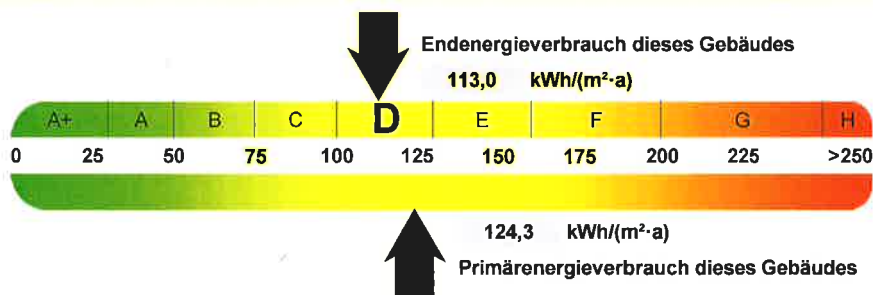 Endenergieverbrauch dieses Gebäudes
113,0 kWh/(m²·a)
A+ A B C D E F G H
0 25 50 75 100 125 150 175 200 225 >250
124,3 kWh/(m²·a)
Primärenergieverbrauch dieses Gebäudes